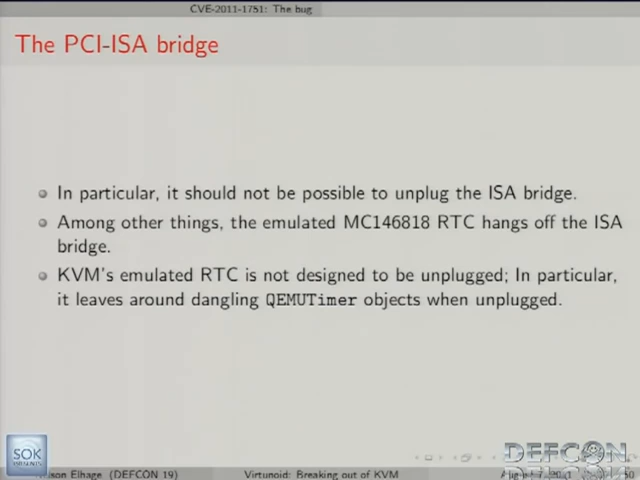 CVE-2011-1751: The bug
The PCI-ISA bridge
In particular, it should not be possible to unplug the ISA bridge.
Among other things, the emulated MC146818 RTC hangs off the ISA
bridge.
KVM's emulated RTC is not designed to be unplugged; In particular,
it leaves around dangling QEMUTimer objects when unplugged.
SOK
DEFCON
Elhage (DEFCON 19)
Virtunoid: Breaking out of KVM